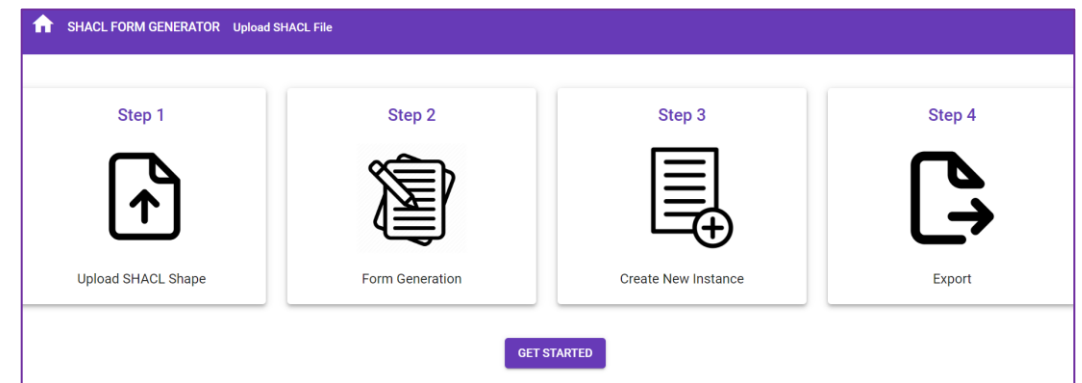 SHACL FORM GENERATOR Upload SHACL File
Step 1
Step 2
Step 3
Step 4
Upload SHACL Shape
Form Generation
Create New Instance
Export
GET STARTED